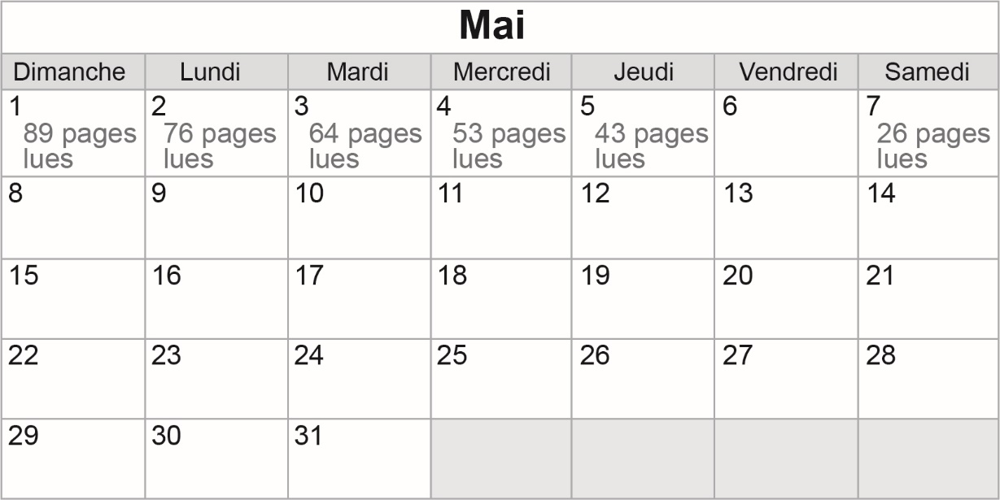 Mai
Dimanche Lundi Mardi Mercredi Jeudi Vendredi Samedi
1 2 3 4 5 6 7
89 pages 76 pages 64 pages 53 pages 43 pages 26 pages
lues lues lues lues lues lues
8 9 10 11 12 13 14
15 16 17 18 19 20 21
22 23 24 25 26 27 28
29 30 31